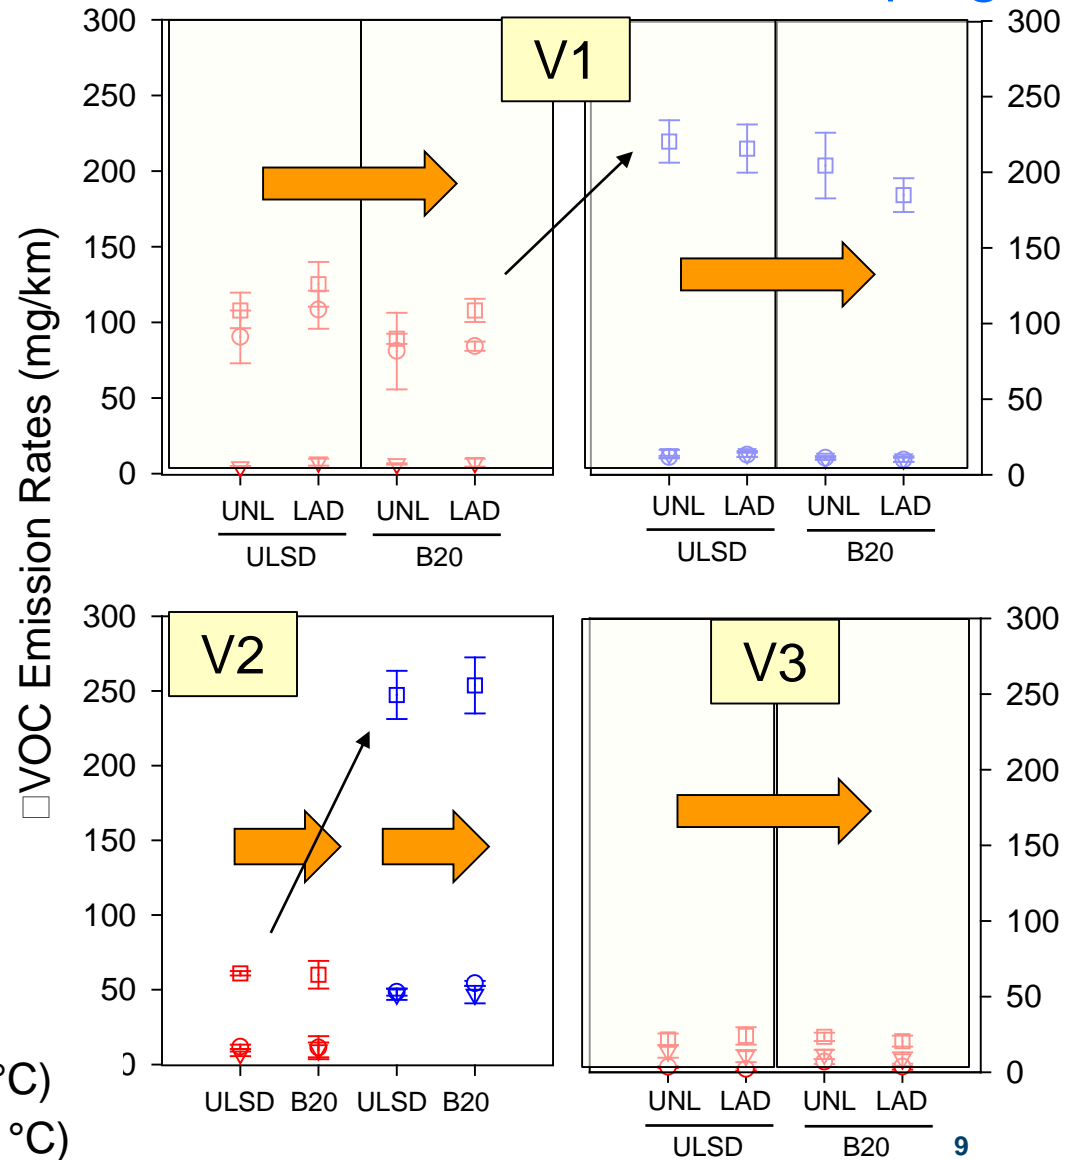 300 300
V1
250 250
200 200
150 150
100 100
50 50
0 0
UNL LAD UNL LAD UNL LAD UNL LAD
ULSD B20 ULSD B20
□VOC Emission Rates (mg/km)
300 300
V2 V3
250 250
200 200
150 150
100 100
50 50
0 0
°C)
ULSD B20 ULSD B20 UNL LAD UNL LAD
°C) ULSD B20 9